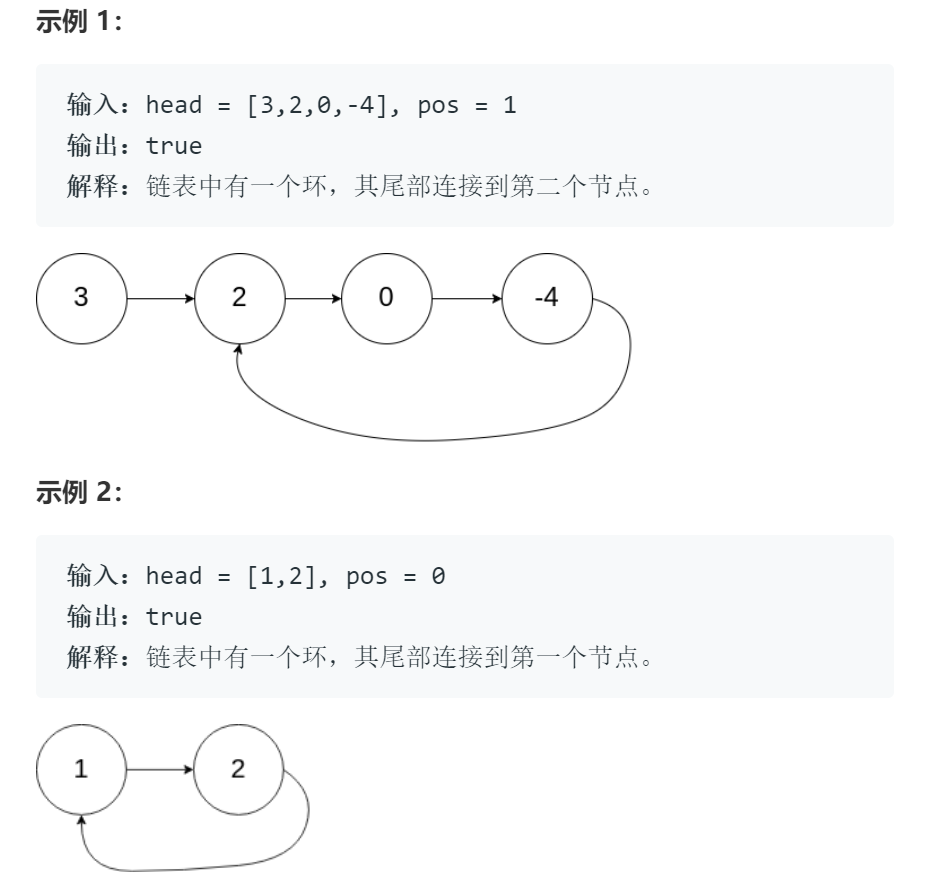 示例 1：
输入：head = [3,2,0,-4], pos = 1
输出：true
解释：链表中有一个环，其尾部连接到第二个节点。
3 2 0 -4
示例 2：
输入：head = [1,2], pos = 0
输出：true
解释：链表中有一个环，其尾部连接到第一个节点。
1 2